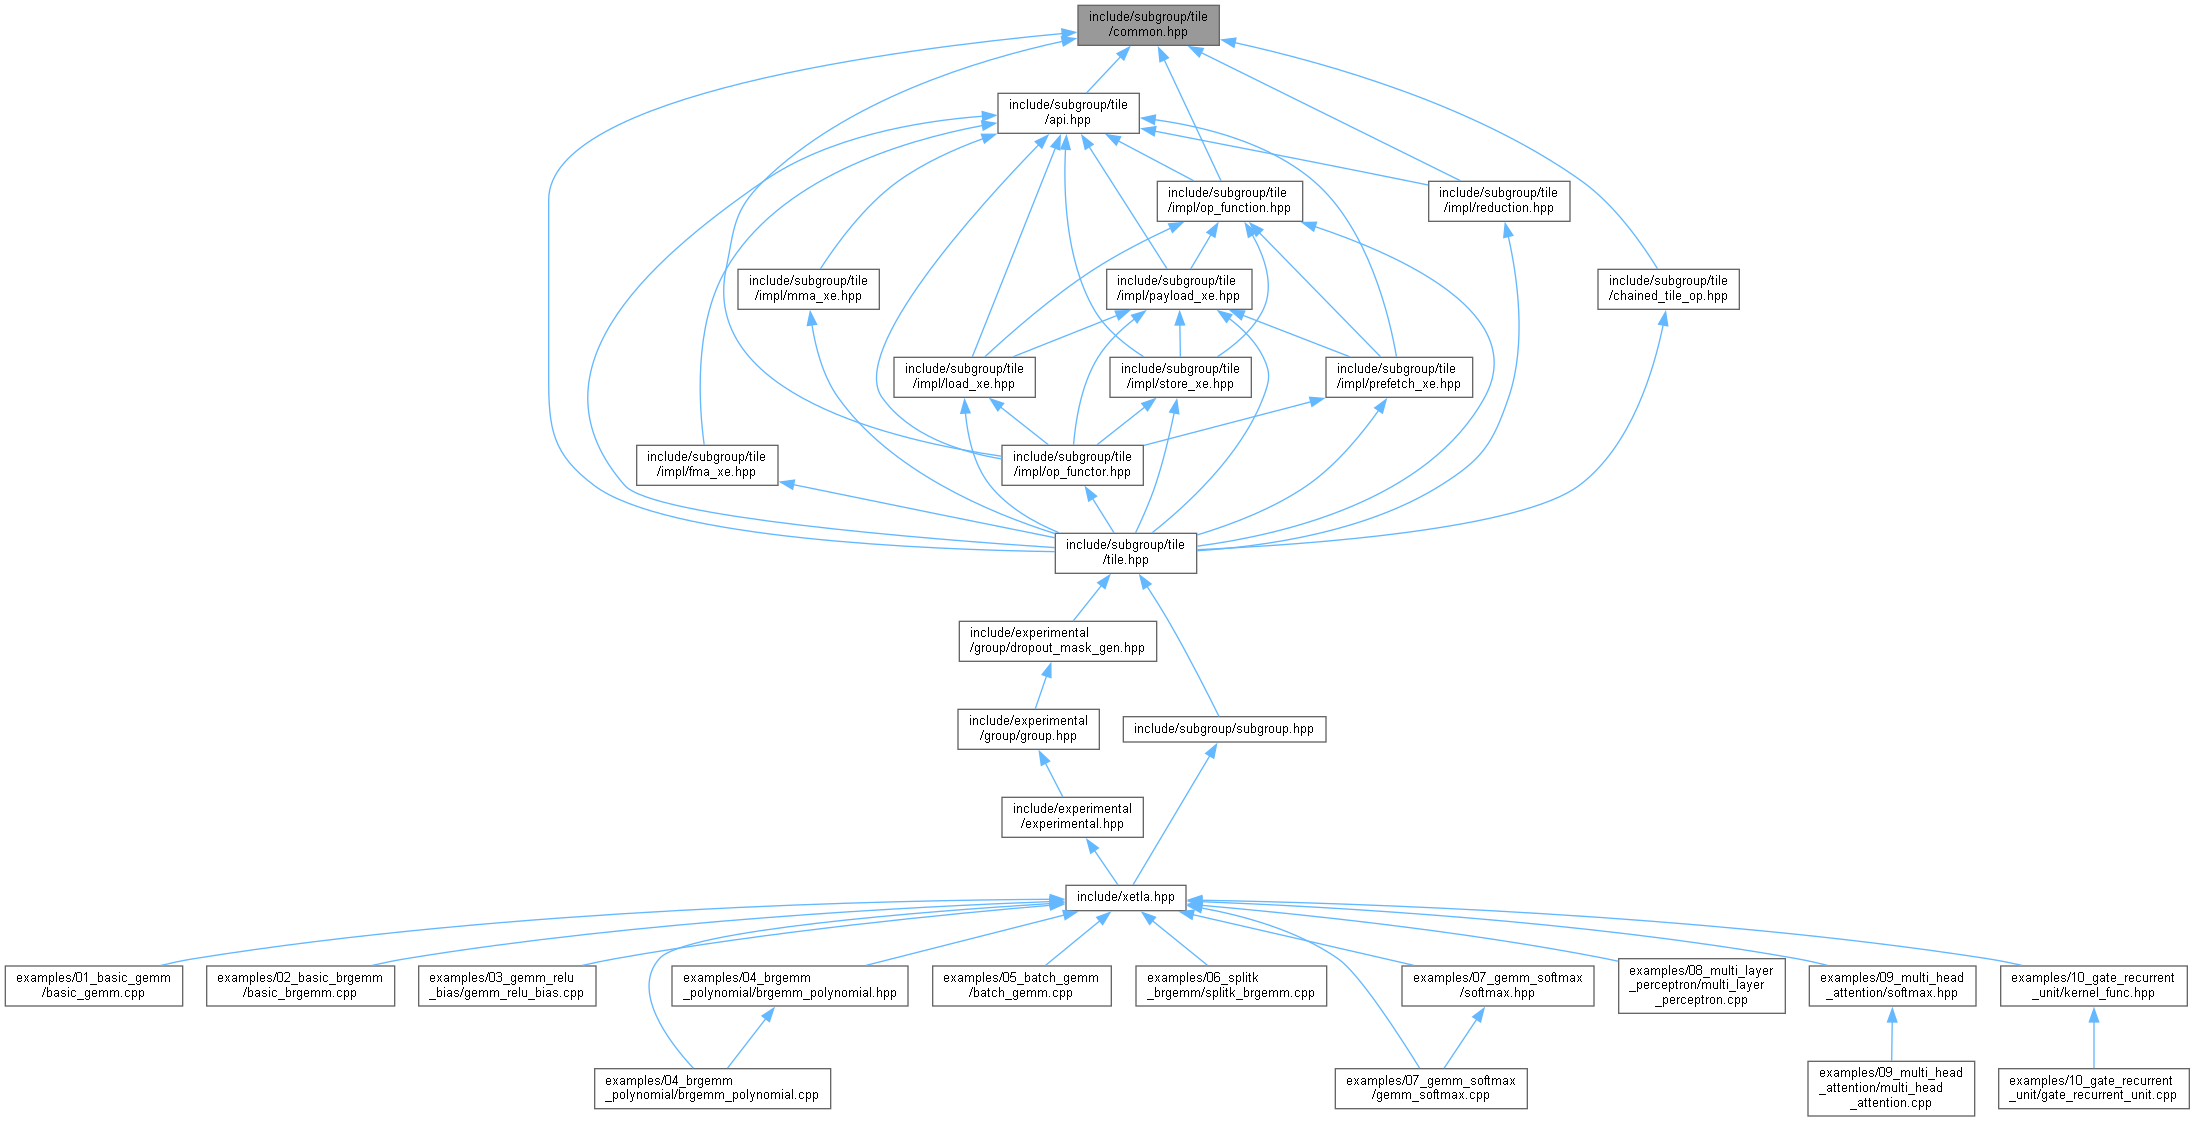 include/subgroup/tile
/common.hpp
include/subgroup/tile
/api.hpp
include/subgroup/tile
/impl/op_function.hpp
include/subgroup/tile
/impl/reduction.hpp
include/subgroup/tile
/impl/mma_xe.hpp
include/subgroup/tile
/impl/payload_xe.hpp
include/subgroup/tile
/chained_tile_op.hpp
include/subgroup/tile
/impl/load_xe.hpp
include/subgroup/tile
/impl/store_xe.hpp
include/subgroup/tile
/impl/prefetch_xe.hpp
include/subgroup/tile
/impl/fma_xe.hpp
include/subgroup/tile
/impl/op_functor.hpp
include/subgroup/tile
/tile.hpp
include/experimental
/group/dropout_mask_gen.hpp
include/experimental
/group/group.hpp
include/subgroup/subgroup.hpp
include/experimental
/experimental.hpp
include/xetla.hpp
examples/01_basic_gemm
/basic_gemm.cpp
examples/02_basic_brgemm
/basic_brgemm.cpp
examples/03_gemm_relu
_bias/gemm_relu_bias.cpp
examples/04_brgemm
_polynomial/brgemm_polynomial.hpp
examples/05_batch_gemm
/batch_gemm.cpp
examples/06_splitk
_brgemm/splitk_brgemm.cpp
examples/07_gemm_softmax
/softmax.hpp
examples/08_multi_layer
_perceptron/multi_layer
_perceptron.cpp
examples/09_multi_head
_attention/softmax.hpp
examples/10_gate_recurrent
_unit/kernel_func.hpp
examples/04_brgemm
_polynomial/brgemm_polynomial.cpp
examples/07_gemm_softmax
/gemm_softmax.cpp
examples/09_multi_head
_attention/multi_head
_attention.cpp
examples/10_gate_recurrent
_unit/gate_recurrent_unit.cpp